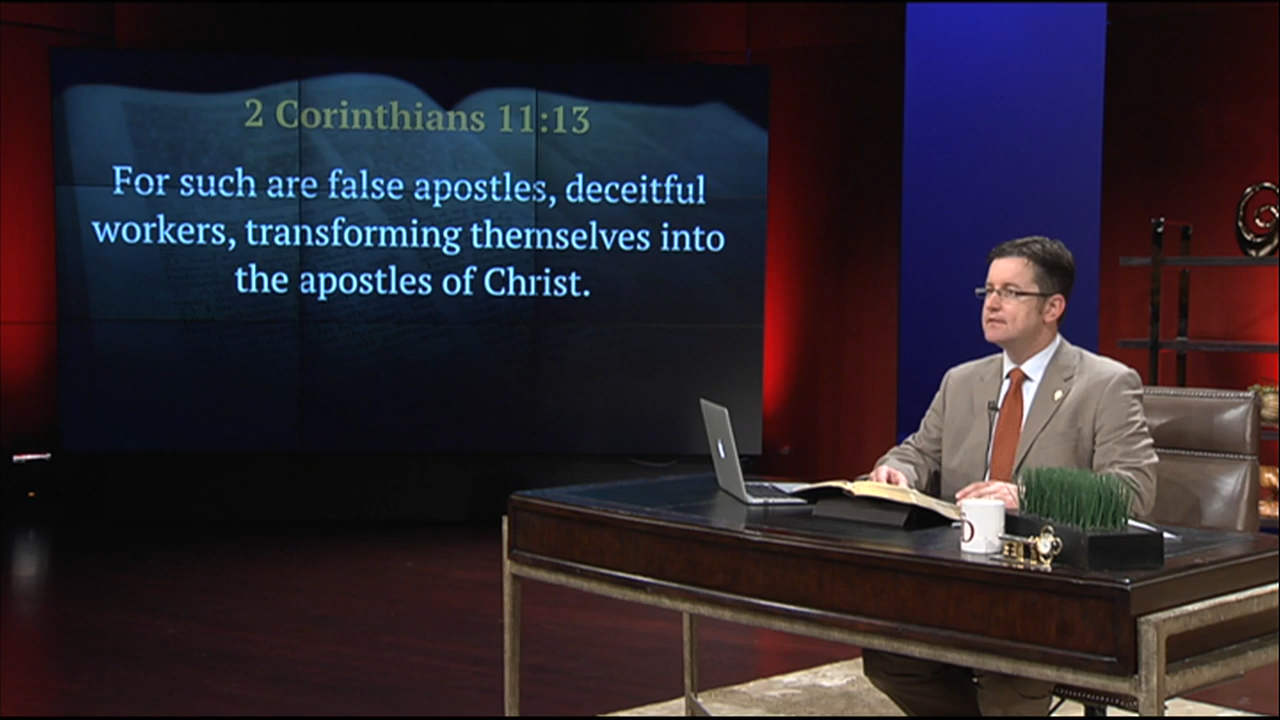 2 Corinthians 11:13
For such are false apostles, deceitful
workers, transforming themselves into
the apostles of Christ.